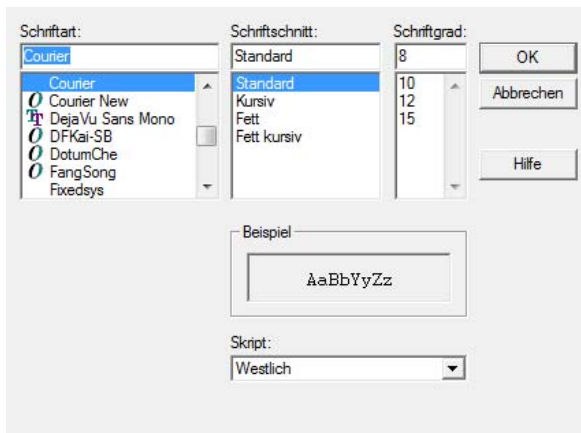 Schriftart:
Courier
Courier
Courier New
DejaVu Sans Mono
DFKai-SB
DotumChe
FangSong
Fixedsys
Schriftschnitt:
Standard
Standard
Kursiv
Fett
Fett kursiv
Schriftgrad:
8
10
12
15
OK
Abbrechen
Hilfe
Beispiel
AaBbYyZz
Skript:
Westlich